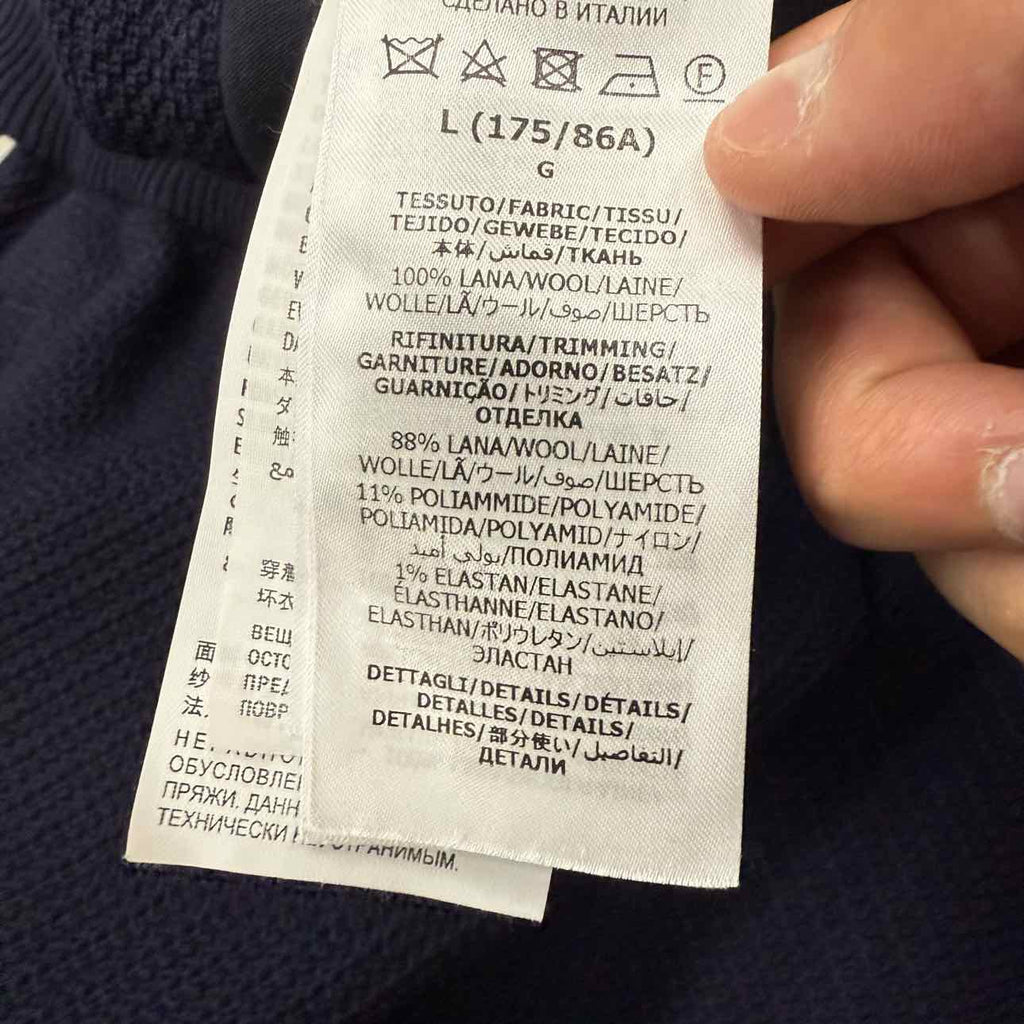 СДЕЛАНО В ИТАЛИИ
F
L (175/86A)
G
TESSUTO/FABRIC/TISSU/
TEJIDO/GEWEBE/TECIDO/
本体/قماش/ТКАНЬ
100% LANA/WOOL/LAINE/
WOLLE/LÃ/ウール/صوف/ШЕРСТЬ
RIFINITURA/TRIMMING/
GARNITURE/ADORNO/BESATZ/
GUARNIÇÃO/トリミング/حافات/
ОТДЕЛКА
88% LANA/WOOL/LAINE/
WOLLE/LÃ/ウール/صوف/ШЕРСТЬ
11% POLIAMMIDE/POLYAMIDE/
POLIAMIDA/POLYAMID/ナイロン/
بولي أميد/ПОЛИАМИД
1% ELASTAN/ELASTANE/
ÉLASTHANNE/ELASTANO/
ELASTHAN/ポリウレタン/إيلاستين/
ЭЛАСТАН
DETTAGLI/DETAILS/DÉTAILS/
DETALLES/DETAILS/
DETALHES/部分使い/التفاصيل/
ДЕТАЛИ
穿
坏衣
ВЕЩ
ОСТО
ПРЕД
ПОВР
面
纱
法
НЕ
ОБУСЛОВЛЕ
ПРЯЖИ. ДАНН
ТЕХНИЧЕСКИ